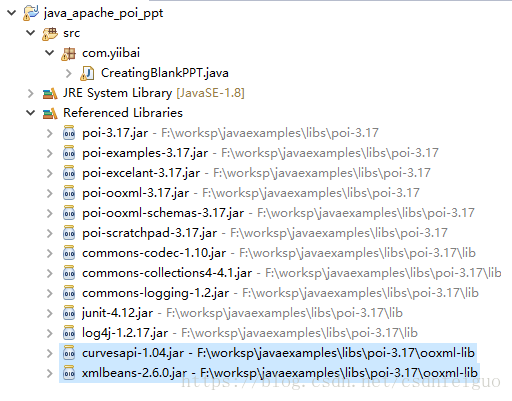 java_apache_poi_ppt
src
com.yiibai
CreatingBlankPPT.java
JRE System Library [JavaSE-1.8]
Referenced Libraries
poi-3.17.jar - F:\worksp\javaexamples\libs\poi-3.17
poi-examples-3.17.jar - F:\worksp\javaexamples\libs\poi-3.17
poi-excelant-3.17.jar - F:\worksp\javaexamples\libs\poi-3.17
poi-ooxml-3.17.jar - F:\worksp\javaexamples\libs\poi-3.17
poi-ooxml-schemas-3.17.jar - F:\worksp\javaexamples\libs\poi-3.17
poi-scratchpad-3.17.jar - F:\worksp\javaexamples\libs\poi-3.17
commons-codec-1.10.jar - F:\worksp\javaexamples\libs\poi-3.17\lib
commons-collections4-4.1.jar - F:\worksp\javaexamples\libs\poi-3.17\lib
commons-logging-1.2.jar - F:\worksp\javaexamples\libs\poi-3.17\lib
junit-4.12.jar - F:\worksp\javaexamples\libs\poi-3.17\lib
log4j-1.2.17.jar - F:\worksp\javaexamples\libs\poi-3.17\lib
curvesapi-1.04.jar - F:\worksp\javaexamples\libs\poi-3.17\ooxml-lib
xmlbeans-2.6.0.jar - F:\worksp\javaexamples\libs\poi-3.17\ooxml-lib
https://blog.csdn.net/csdnfeiguo